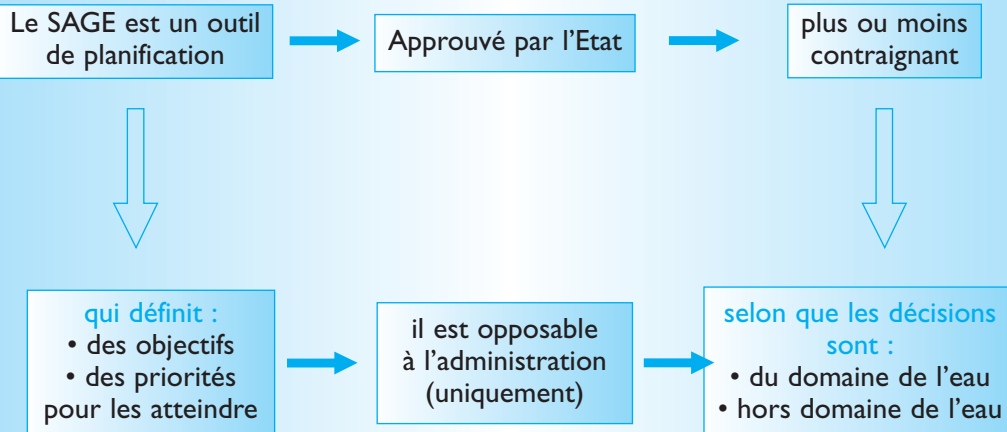 Le SAGE est un outil
de planification
Approuvé par l’Etat
plus ou moins
contraignant
qui définit :
• des objectifs
• des priorités
pour les atteindre
il est opposable
à l’administration
(uniquement)
selon que les décisions
sont :
• du domaine de l’eau
• hors domaine de l’eau